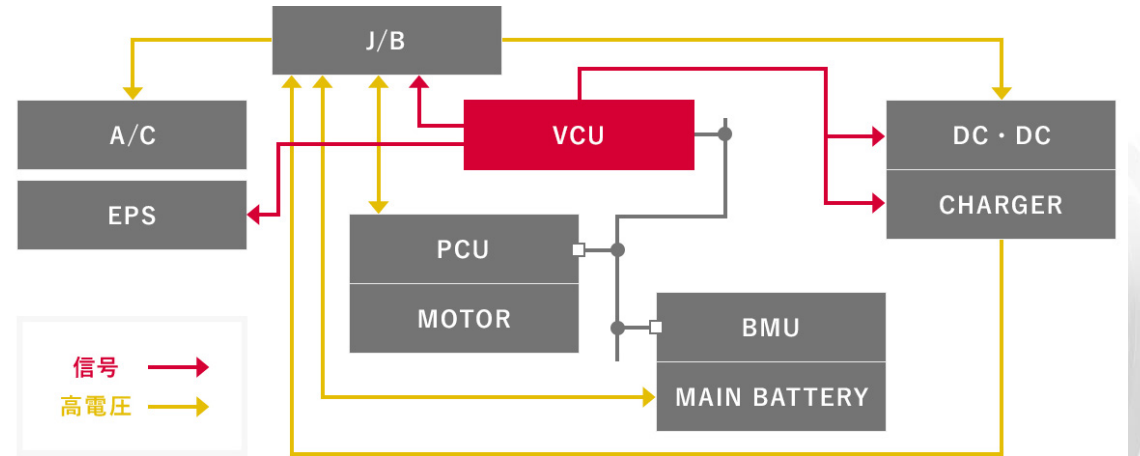 J/B
A/C
VCU
DC・DC
EPS
CHARGER
PCU
MOTOR
BMU
MAIN BATTERY
信号
高電圧